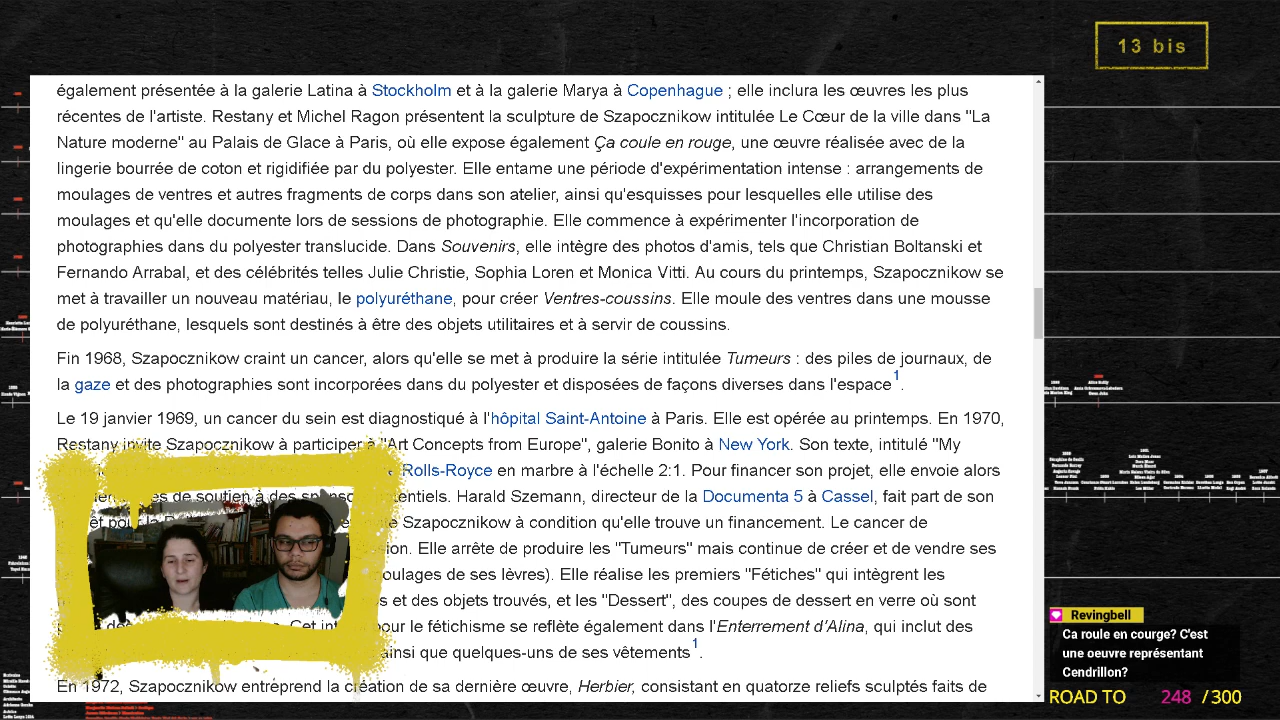 13 bis
également présentée à la galerie Latina à Stockholm et à la galerie Marya à Copenhague ; elle inclura les œuvres les plus
récentes de l'artiste. Restany et Michel Ragon présentent la sculpture de Szapocznikow intitulée Le Cœur de la ville dans "La
Nature moderne" au Palais de Glace à Paris, où elle expose également Ça coule en rouge, une œuvre réalisée avec de la
lingerie bourrée de coton et rigidifiée par du polyester. Elle entame une période d'expérimentation intense : arrangements de
moulages de ventres et autres fragments de corps dans son atelier, ainsi qu'esquisses pour lesquelles elle utilise des
moulages et qu'elle documente lors de sessions de photographie. Elle commence à expérimenter l'incorporation de
photographies dans du polyester translucide. Dans Souvenirs, elle intègre des photos d'amis, tels que Christian Boltanski et
Fernando Arrabal, et des célébrités telles Julie Christie, Sophia Loren et Monica Vitti. Au cours du printemps, Szapocznikow se
met à travailler un nouveau matériau, le polyuréthane, pour créer Ventres-coussins. Elle moule des ventres dans une mousse
de polyuréthane, lesquels sont destinés à être des objets utilitaires et à servir de coussins.
Fin 1968, Szapocznikow craint un cancer, alors qu'elle se met à produire la série intitulée Tumeurs : des piles de journaux, de
la gaze et des photographies sont incorporées dans du polyester et disposées de façons diverses dans l'espace1.
Le 19 janvier 1969, un cancer du sein est diagnostiqué à l'hôpital Saint-Antoine à Paris. Elle est opérée au printemps. En 1970,
Restany invite Szapocznikow à participer à "Art Concepts from Europe", galerie Bonito à New York. Son texte, intitulé "My
Rolls-Royce en marbre à l'échelle 2:1. Pour financer son projet, elle envoie alors
de soutien à des Harald Szemann, directeur de la Documenta 5 à Cassel, fait part de son
Szapocznikow à condition qu'elle trouve un financement. Le cancer de
Elle arrête de produire les "Tumeurs" mais continue de créer et de vendre ses
moulages de ses lèvres). Elle réalise les premiers "Fétiches" qui intègrent les
et des objets trouvés, et les "Dessert", des coupes de dessert en verre où sont
fétichisme se reflète également dans l'Enterrement d'Alina, qui inclut des
ainsi que quelques-uns de ses vêtements1.
En 1972, Szapocznikow entreprend la création de sa dernière œuvre, Herbier, consistant en quatorze reliefs sculptés faits de
Revingbell
Ca roule en courge? C'est
une oeuvre représentant
Cendrillon?
ROAD TO 248 /300